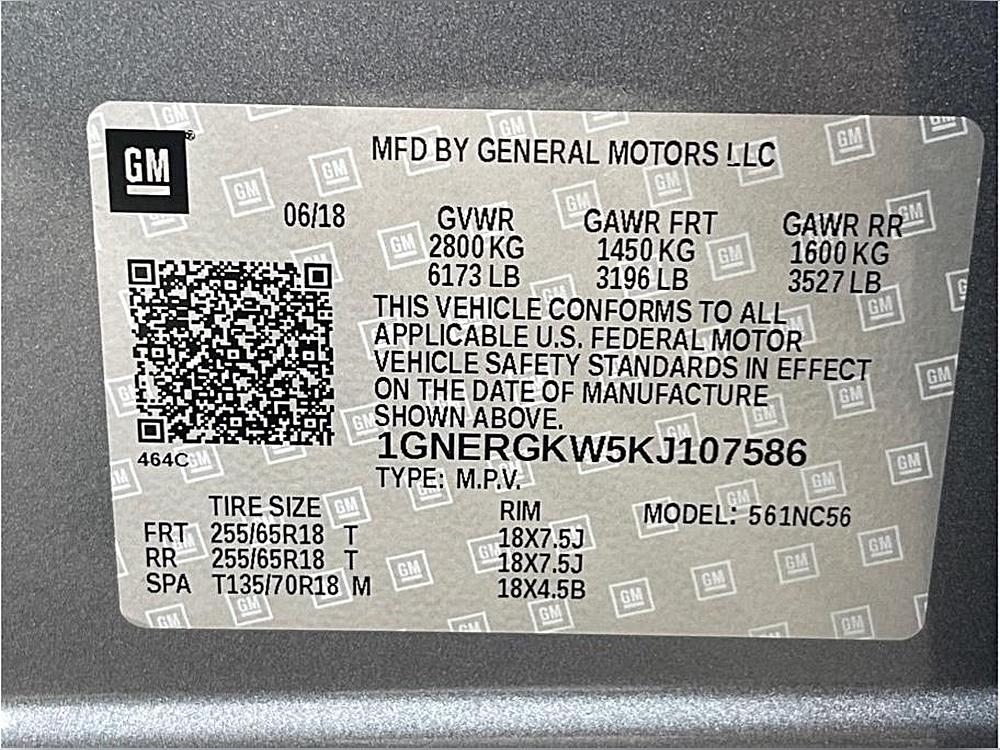 GM
MFD BY GENERAL MOTORS LLC
06/18 GVWR GAWR FRT GAWR RR
2800 KG 1450 KG 1600 KG
6173 LB 3196 LB 3527 LB
THIS VEHICLE CONFORMS TO ALL
APPLICABLE U.S. FEDERAL MOTOR
VEHICLE SAFETY STANDARDS IN EFFECT
ON THE DATE OF MANUFACTURE
SHOWN ABOVE.
464C
1GNERGKW5KJ107586
TYPE: M.P.V.
TIRE SIZE RIM MODEL: 561NC56
FRT 255/65R18 T 18X7.5J
RR 255/65R18 T 18X7.5J
SPA T135/70R18 M 18X4.5B